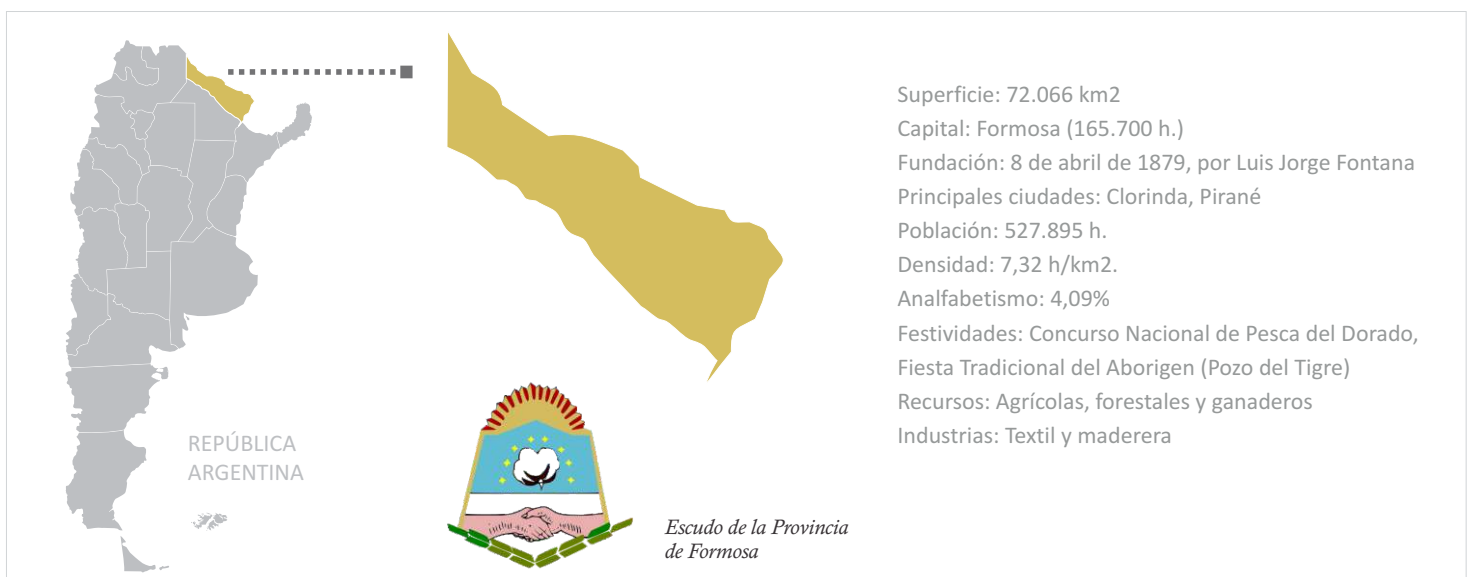 REPÚBLICA
ARGENTINA
Escudo de la Provincia
de Formosa
Superficie: 72.066 km2
Capital: Formosa (165.700 h.)
Fundación: 8 de abril de 1879, por Luis Jorge Fontana
Principales ciudades: Clorinda, Pirané
Población: 527.895 h.
Densidad: 7,32 h/km2.
Analfabetismo: 4,09%
Festividades: Concurso Nacional de Pesca del Dorado,
Fiesta Tradicional del Aborigen (Pozo del Tigre)
Recursos: Agrícolas, forestales y ganaderos
Industrias: Textil y maderera